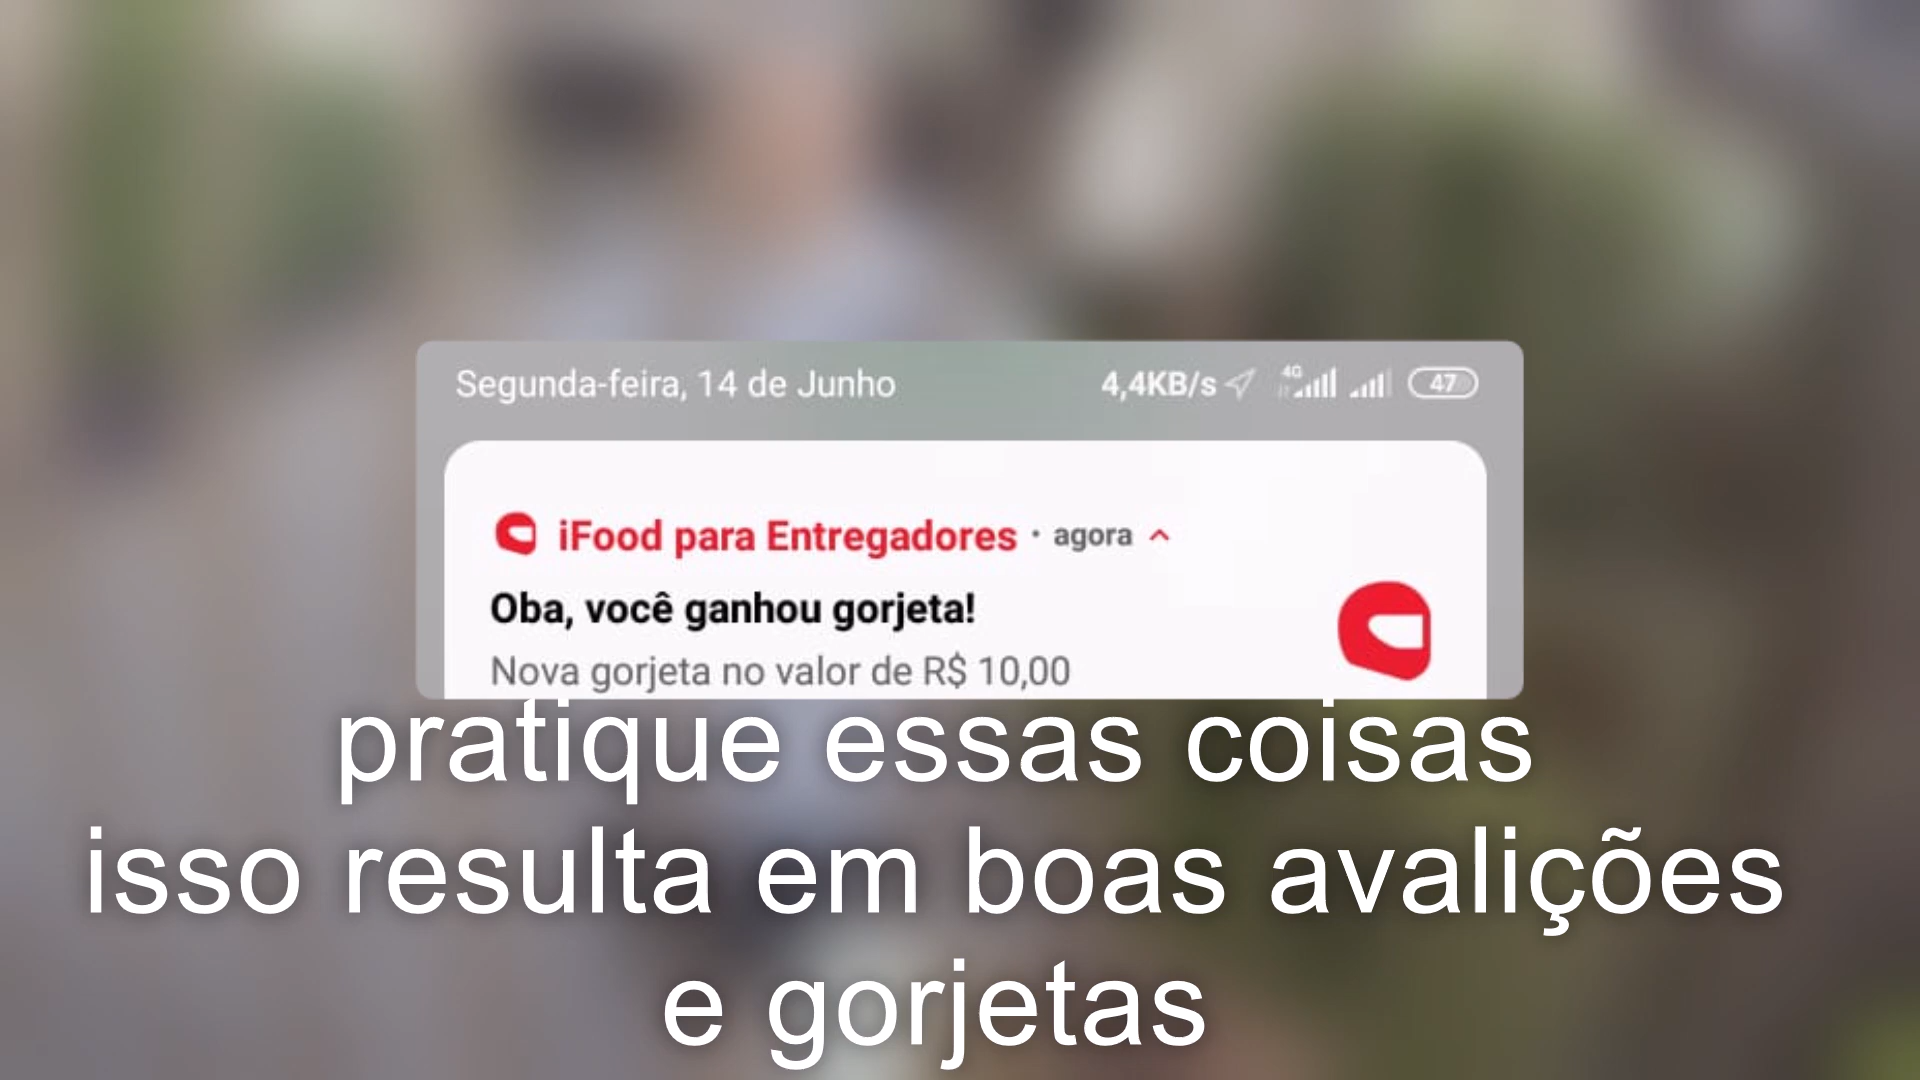 Segunda-feira, 14 de Junho 4,4KB/s 4G 47
iFood para Entregadores · agora
Oba, você ganhou gorjeta!
Nova gorjeta no valor de R$ 10,00
pratique essas coisas
isso resulta em boas avalições
e gorjetas